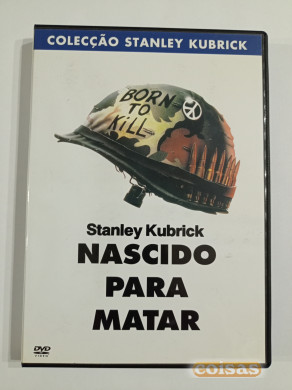 COLECÇÃO STANLEY KUBRICK
BORN
TO
KILL
Stanley Kubrick
NASCIDO
PARA
MATAR
DVD
VIDEO
coisas